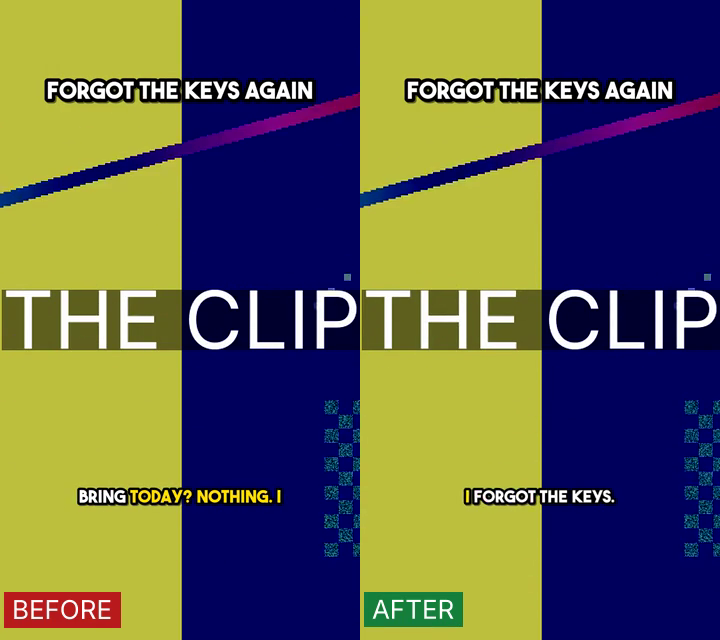 FORGOT THE KEYS AGAIN
THE CLIP
BRING TODAY? NOTHING. I
BEFORE
FORGOT THE KEYS AGAIN
THE CLIP
I FORGOT THE KEYS.
AFTER